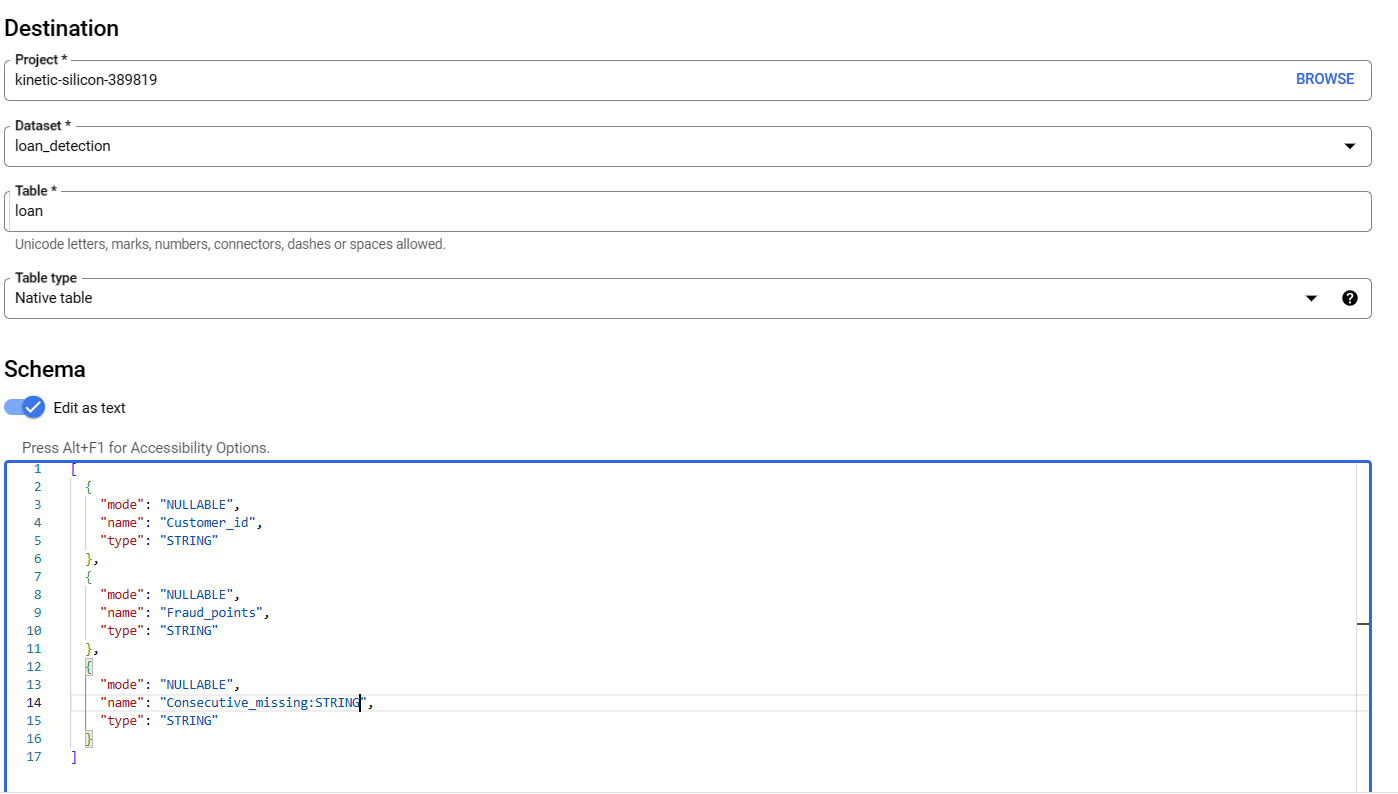 Destination
Project *
kinetic-silicon-389819
BROWSE
Dataset *
loan_detection
Table *
loan
Unicode letters, marks, numbers, connectors, dashes or spaces allowed.
Table type
Native table
?
Schema
Edit as text
Press Alt+F1 for Accessibility Options.
1 [
2 {
3 "mode": "NULLABLE",
4 "name": "Customer_id",
5 "type": "STRING"
6 },
7 {
8 "mode": "NULLABLE",
9 "name": "Fraud_points",
10 "type": "STRING"
11 },
12 {
13 "mode": "NULLABLE",
14 "name": "Consecutive_missing:STRING",
15 "type": "STRING"
16 }
17 ]